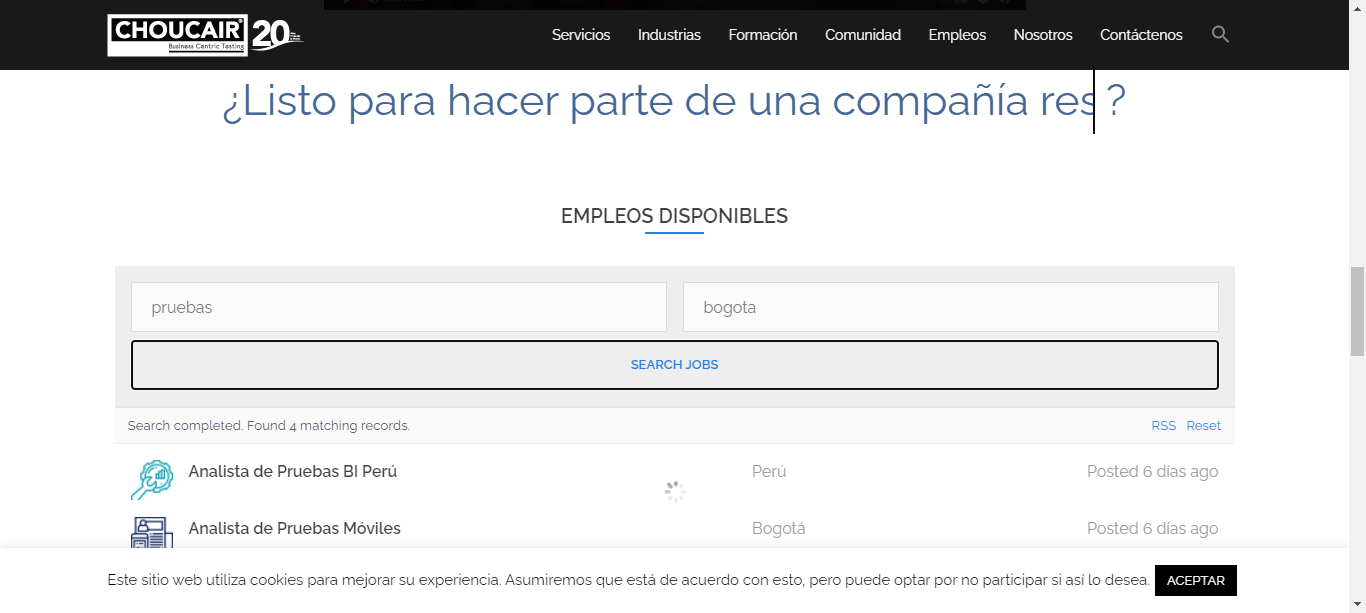 CHOUCAIR
Business Centric Testing
20
Servicios Industrias Formación Comunidad Empleos Nosotros Contáctenos
¿Listo para hacer parte de una compañía res ?
EMPLEOS DISPONIBLES
pruebas bogota
SEARCH JOBS
Search completed. Found 4 matching records. RSS Reset
Analista de Pruebas BI Perú Perú Posted 6 días ago
Analista de Pruebas Móviles Bogotá Posted 6 días ago
Este sitio web utiliza cookies para mejorar su experiencia. Asumiremos que está de acuerdo con esto, pero puede optar por no participar si así lo desea. ACEPTAR